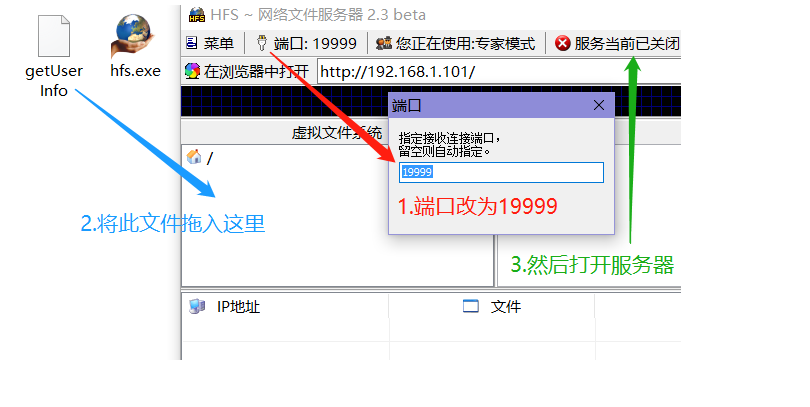 HFS ~ 网络文件服务器 2.3 beta
菜单 端口: 19999 您正在使用:专家模式 服务当前已关闭
在浏览器中打开 http://192.168.1.101/
getUser
Info
hfs.exe
虚拟文件系统
/
端口
指定接收连接端口，
留空则自动指定。
19999
1.端口改为19999
2.将此文件拖入这里
3.然后打开服务器
IP地址 文件